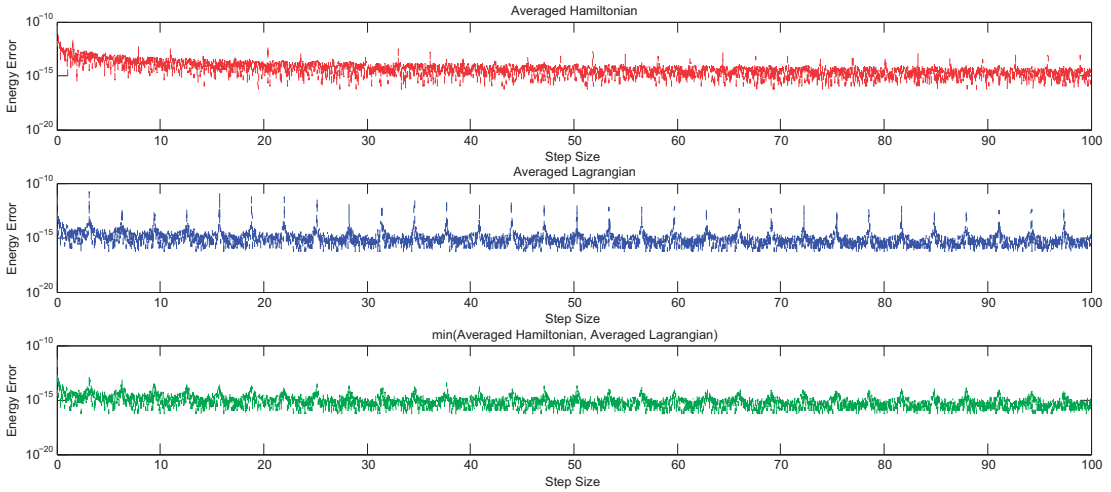 Averaged Hamiltonian
Energy Error
10⁻¹⁰
10⁻¹⁵
10⁻²⁰
0 10 20 30 40 50 60 70 80 90 100
Step Size
Averaged Lagrangian
Energy Error
10⁻¹⁰
10⁻¹⁵
10⁻²⁰
0 10 20 30 40 50 60 70 80 90 100
Step Size
min(Averaged Hamiltonian, Averaged Lagrangian)
Energy Error
10⁻¹⁰
10⁻¹⁵
10⁻²⁰
0 10 20 30 40 50 60 70 80 90 100
Step Size